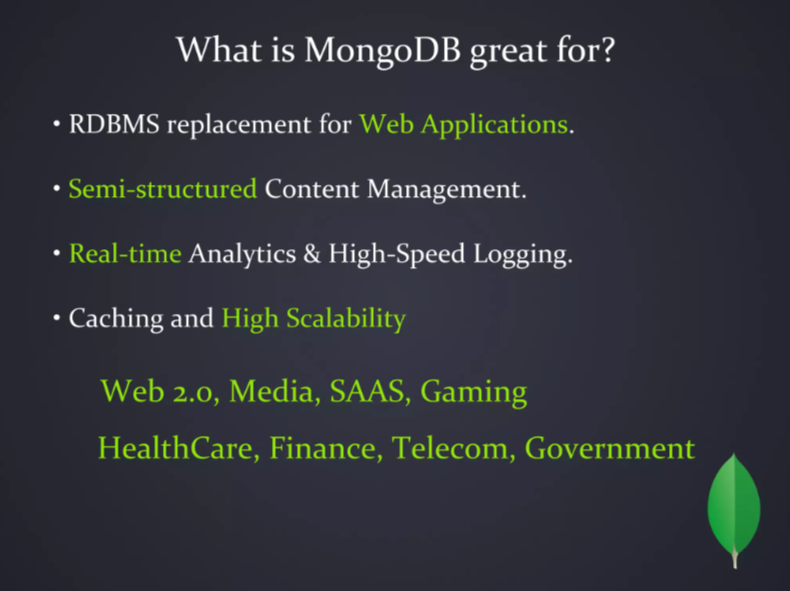 What is MongoDB great for?
• RDBMS replacement for Web Applications.
• Semi-structured Content Management.
• Real-time Analytics & High-Speed Logging.
• Caching and High Scalability
Web 2.0, Media, SAAS, Gaming
HealthCare, Finance, Telecom, Government